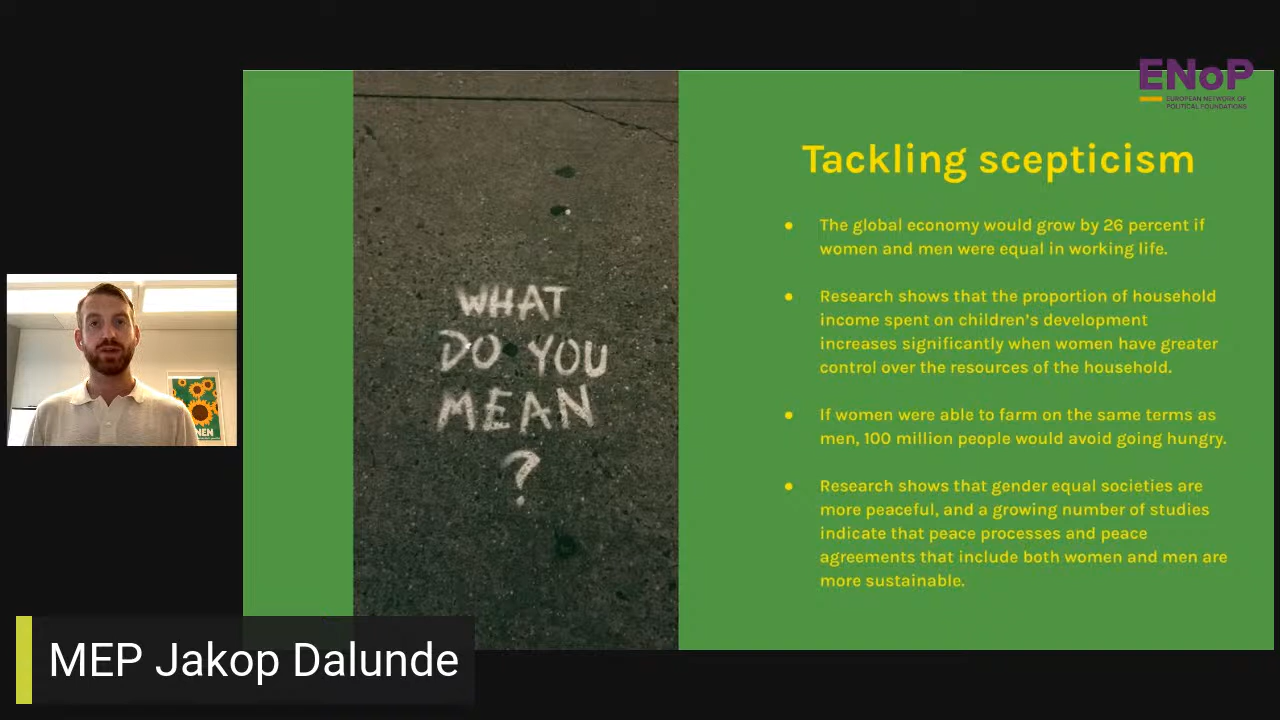 ENoP
EUROPEAN NETWORK OF
POLITICAL FOUNDATIONS
Tackling scepticism
● The global economy would grow by 26 percent if
women and men were equal in working life.
● Research shows that the proportion of household
income spent on children's development
increases significantly when women have greater
control over the resources of the household.
● If women were able to farm on the same terms as
men, 100 million people would avoid going hungry.
● Research shows that gender equal societies are
more peaceful, and a growing number of studies
indicate that peace processes and peace
agreements that include both women and men are
more sustainable.
WHAT
DO YOU
MEAN
?
NEN
MEP Jakop Dalunde